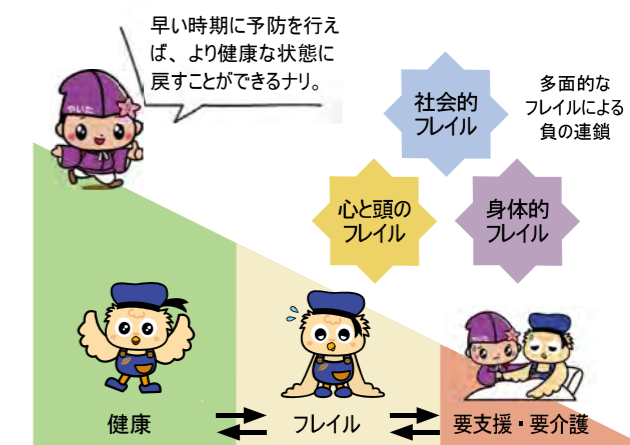 早い時期に予防を行え
ば、より健康な状態に
戻すことができるナリ。
やいた
社会的
フレイル
多面的な
フレイルによる
負の連鎖
心と頭の
フレイル
身体的
フレイル
健康
フレイル
要支援・要介護